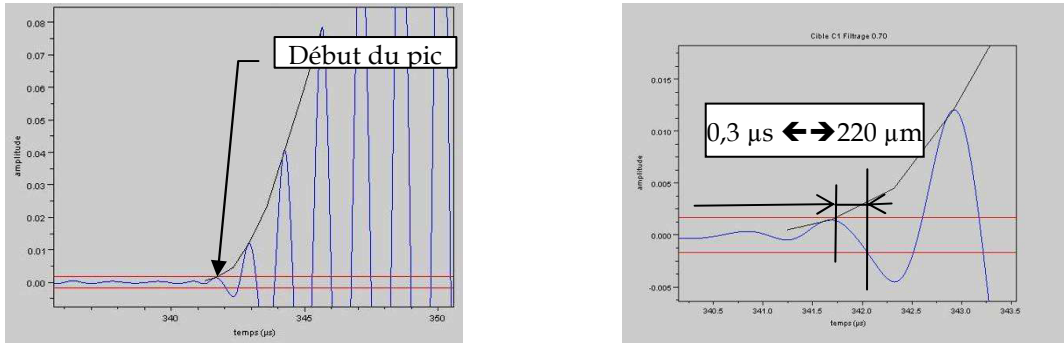 0.08
0.07
0.06
0.05
0.04
0.03
0.02
0.01
0.00
amplitude
Début du pic
340
345
350
temps (µs)
Cible C1 Filtrage 0.70
0.015
0.010
0.005
0.000
-0.005
amplitude
0,3 µs ←→ 220 µm
340.5 341.0 341.5 342.0 342.5 343.0 343.5
temps (µs)